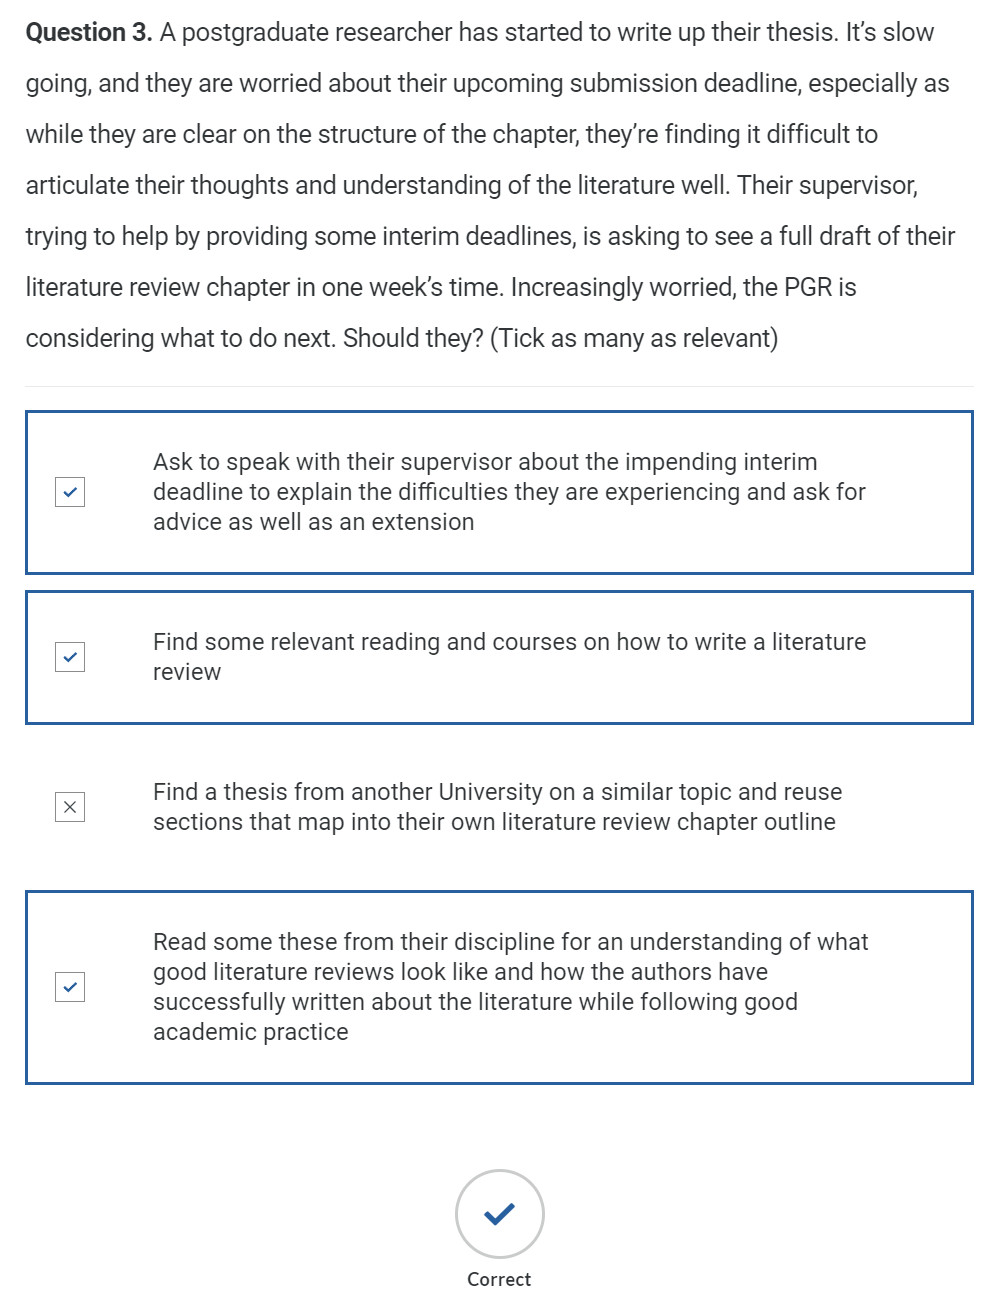 Question 3. A postgraduate researcher has started to write up their thesis. It’s slow
going, and they are worried about their upcoming submission deadline, especially as
while they are clear on the structure of the chapter, they’re finding it difficult to
articulate their thoughts and understanding of the literature well. Their supervisor,
trying to help by providing some interim deadlines, is asking to see a full draft of their
literature review chapter in one week’s time. Increasingly worried, the PGR is
considering what to do next. Should they? (Tick as many as relevant)
Ask to speak with their supervisor about the impending interim
deadline to explain the difficulties they are experiencing and ask for
advice as well as an extension
Find some relevant reading and courses on how to write a literature
review
Find a thesis from another University on a similar topic and reuse
sections that map into their own literature review chapter outline
Read some these from their discipline for an understanding of what
good literature reviews look like and how the authors have
successfully written about the literature while following good
academic practice
Correct